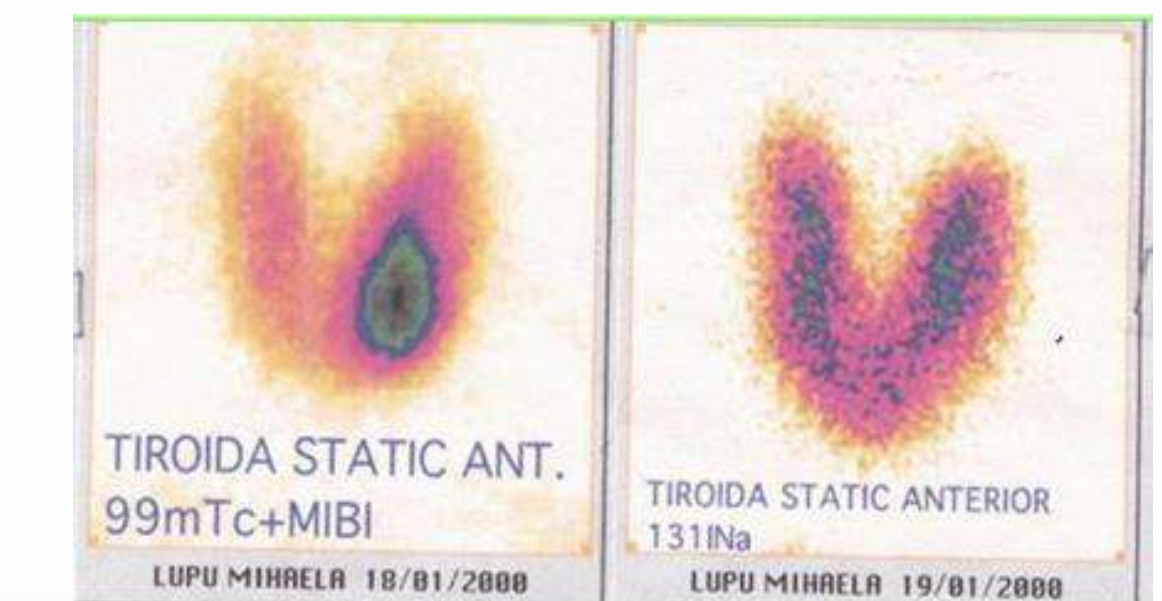 TIROIDA STATIC ANT.
99mTc+MIBI
LUPU MIHAELA 18/01/2000
TIROIDA STATIC ANTERIOR
131INa
LUPU MIHAELA 19/01/2000